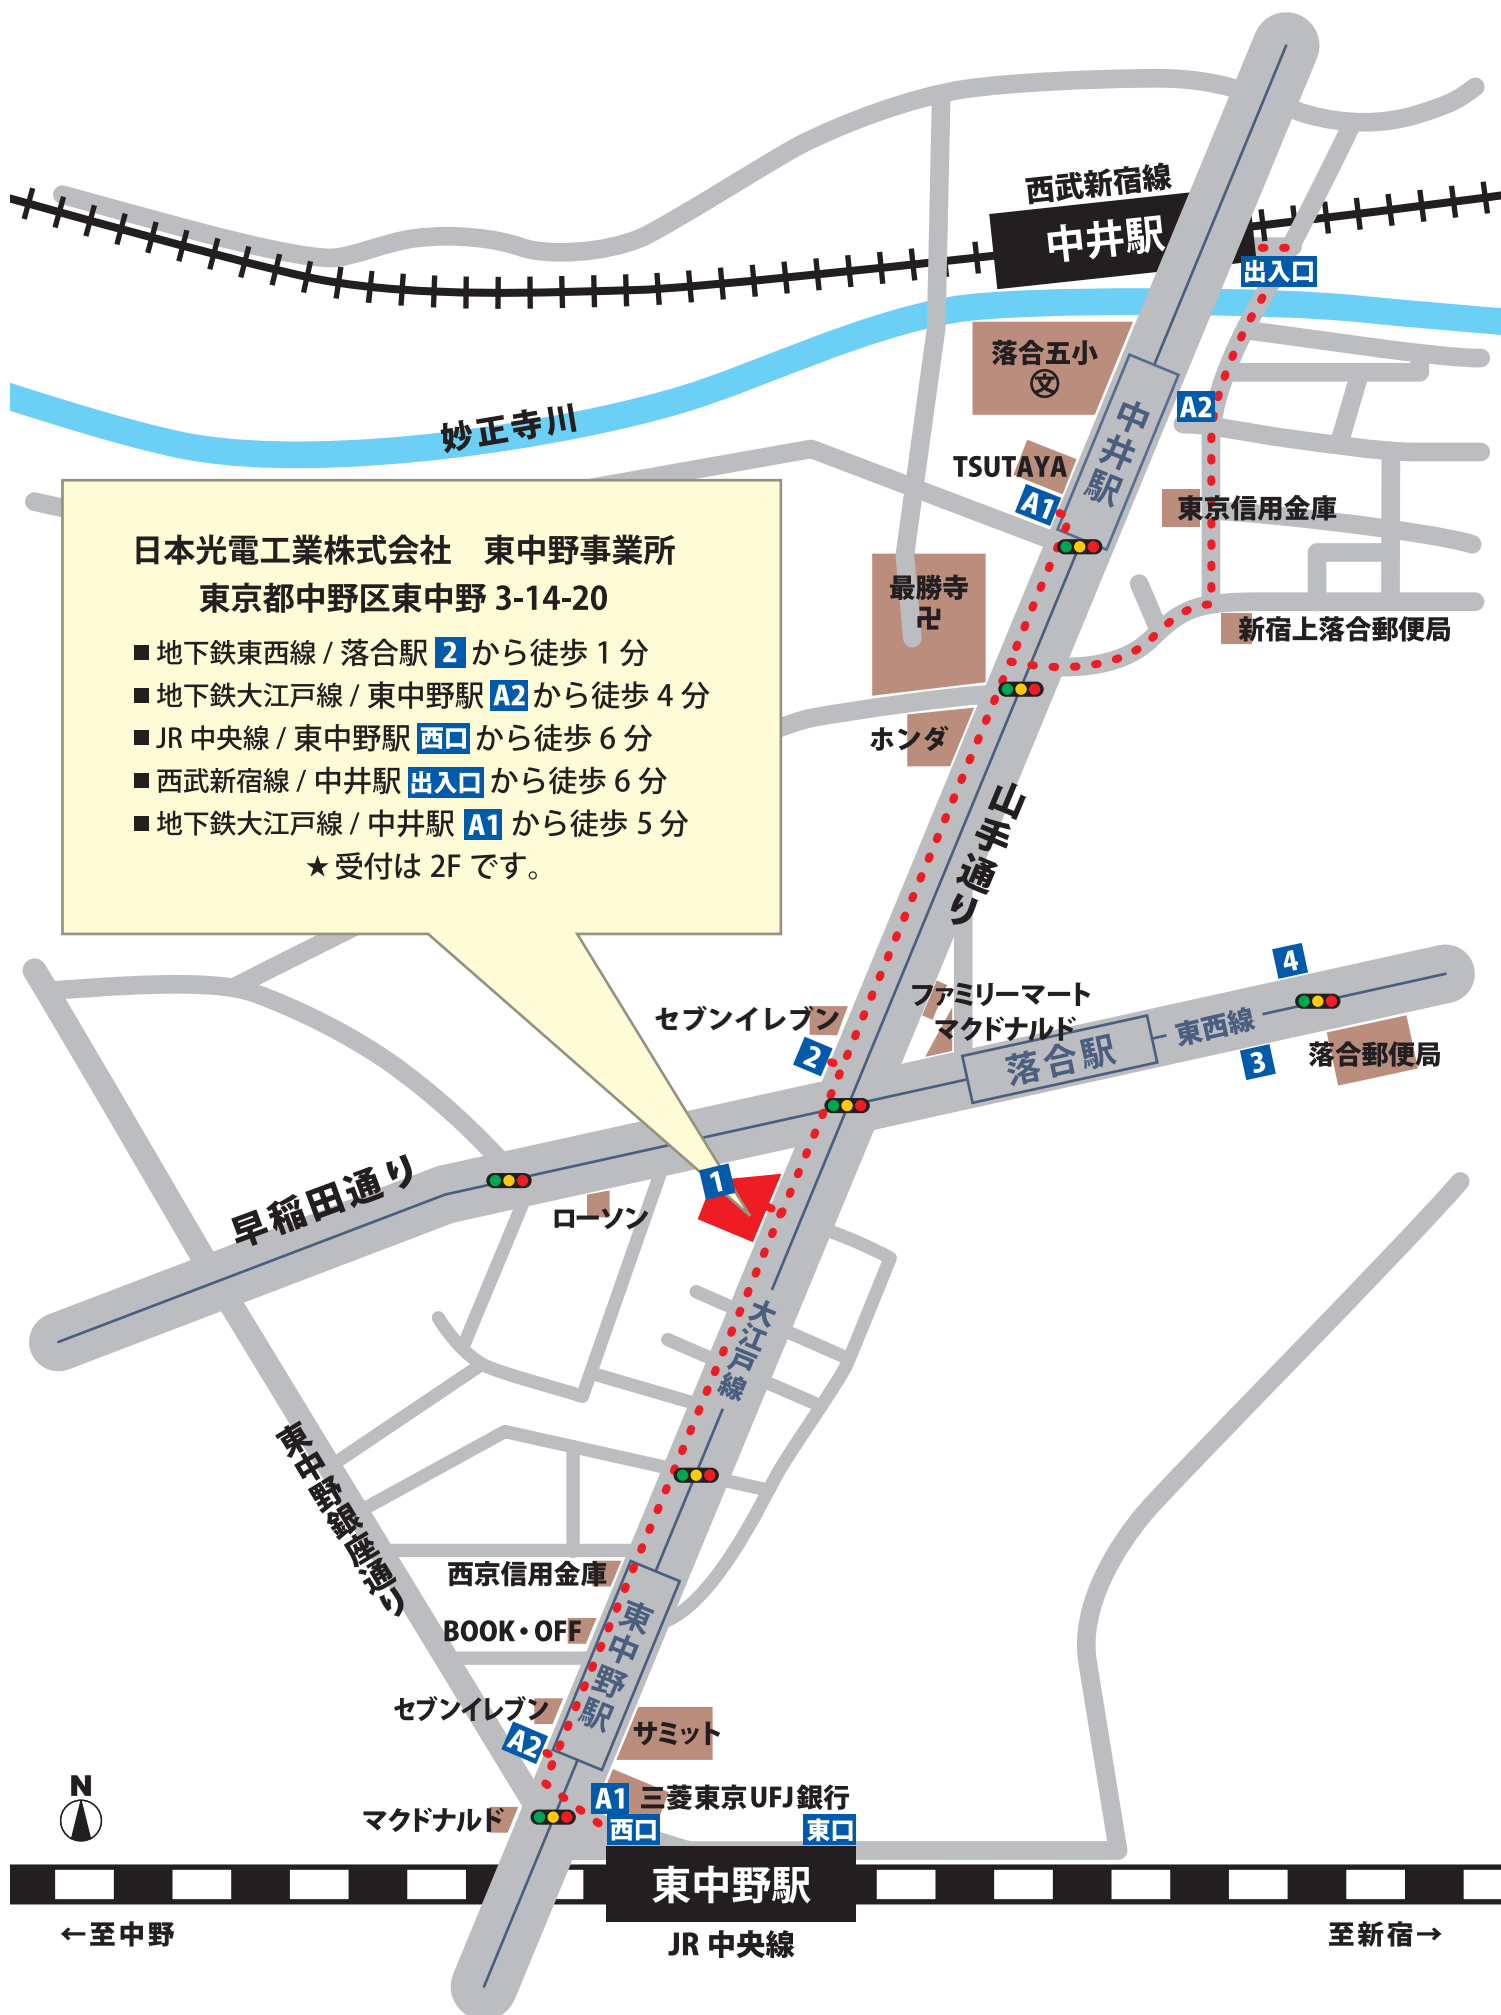 西武新宿線
中井駅
出入口
落合五小
文
A2
妙正寺川
中井駅
TSUTAYA
A1
東京信用金庫
日本光電工業株式会社　東中野事業所
東京都中野区東中野 3-14-20
■ 地下鉄東西線 / 落合駅 2 から徒歩 1 分
■ 地下鉄大江戸線 / 東中野駅 A2 から徒歩 4 分
■ JR 中央線 / 東中野駅 西口 から徒歩 6 分
■ 西武新宿線 / 中井駅 出入口 から徒歩 6 分
■ 地下鉄大江戸線 / 中井駅 A1 から徒歩 5 分
★ 受付は 2F です。
最勝寺
卍
新宿上落合郵便局
ホンダ
山手通り
4
ファミリーマート
セブンイレブン
マクドナルド
東西線
落合駅
2
3
落合郵便局
早稲田通り
1
ローソン
大江戸線
東中野銀座通り
西京信用金庫
BOOK・OFF
東中野駅
セブンイレブン
サミット
A2
A1
三菱東京UFJ銀行
N
マクドナルド
西口
東口
東中野駅
←至中野
JR 中央線
至新宿→